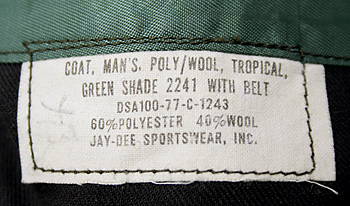 COAT, MAN'S, POLY/WOOL, TROPICAL,
GREEN SHADE 2241 WITH BELT
DSA100-77-C-1243
60%POLYESTER 40%WOOL
JAY-DEE SPORTSWEAR, INC.